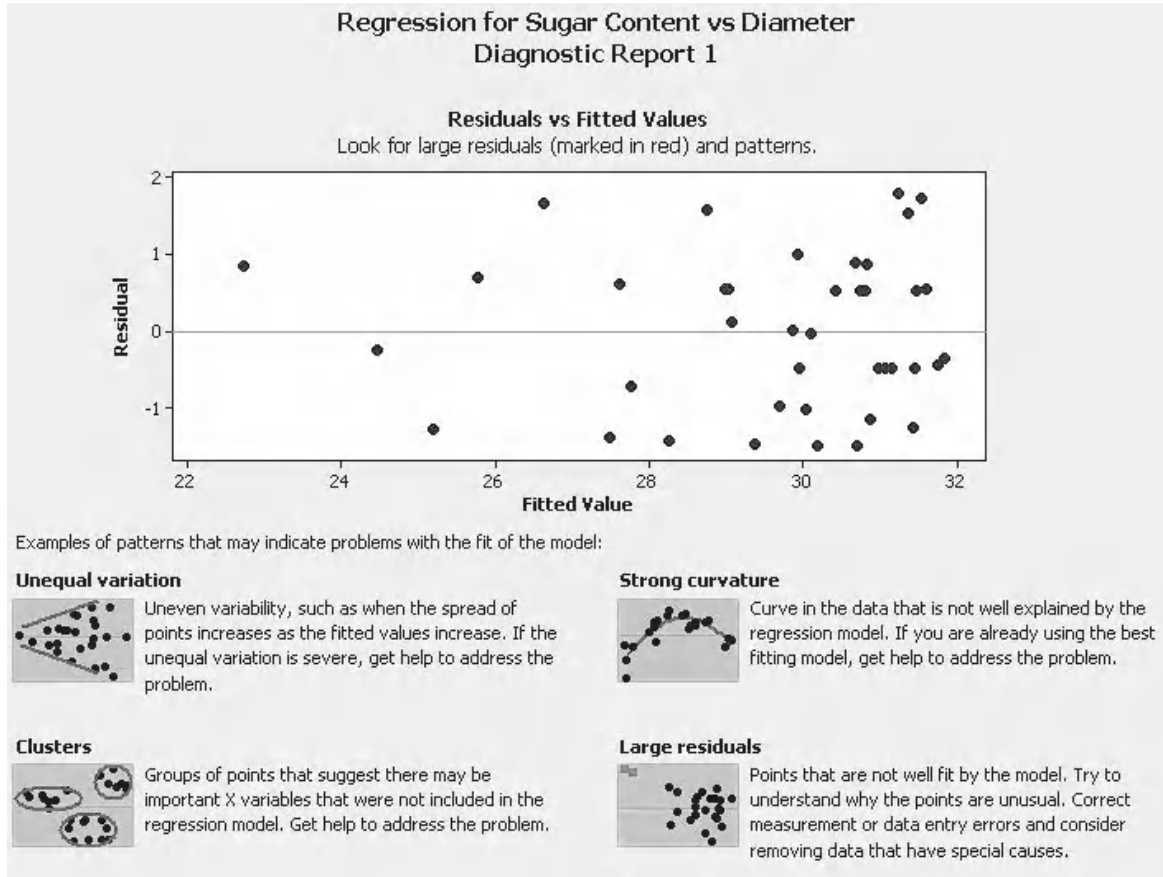 Regression for Sugar Content vs Diameter
Diagnostic Report 1
Residuals vs Fitted Values
Look for large residuals (marked in red) and patterns.
2
1
0
-1
Residual
22 24 26 28 30 32
Fitted Value
Examples of patterns that may indicate problems with the fit of the model:
Unequal variation
Uneven variability, such as when the spread of
points increases as the fitted values increase. If the
unequal variation is severe, get help to address the
problem.
Strong curvature
Curve in the data that is not well explained by the
regression model. If you are already using the best
fitting model, get help to address the problem.
Clusters
Groups of points that suggest there may be
important X variables that were not included in the
regression model. Get help to address the problem.
Large residuals
Points that are not well fit by the model. Try to
understand why the points are unusual. Correct
measurement or data entry errors and consider
removing data that have special causes.